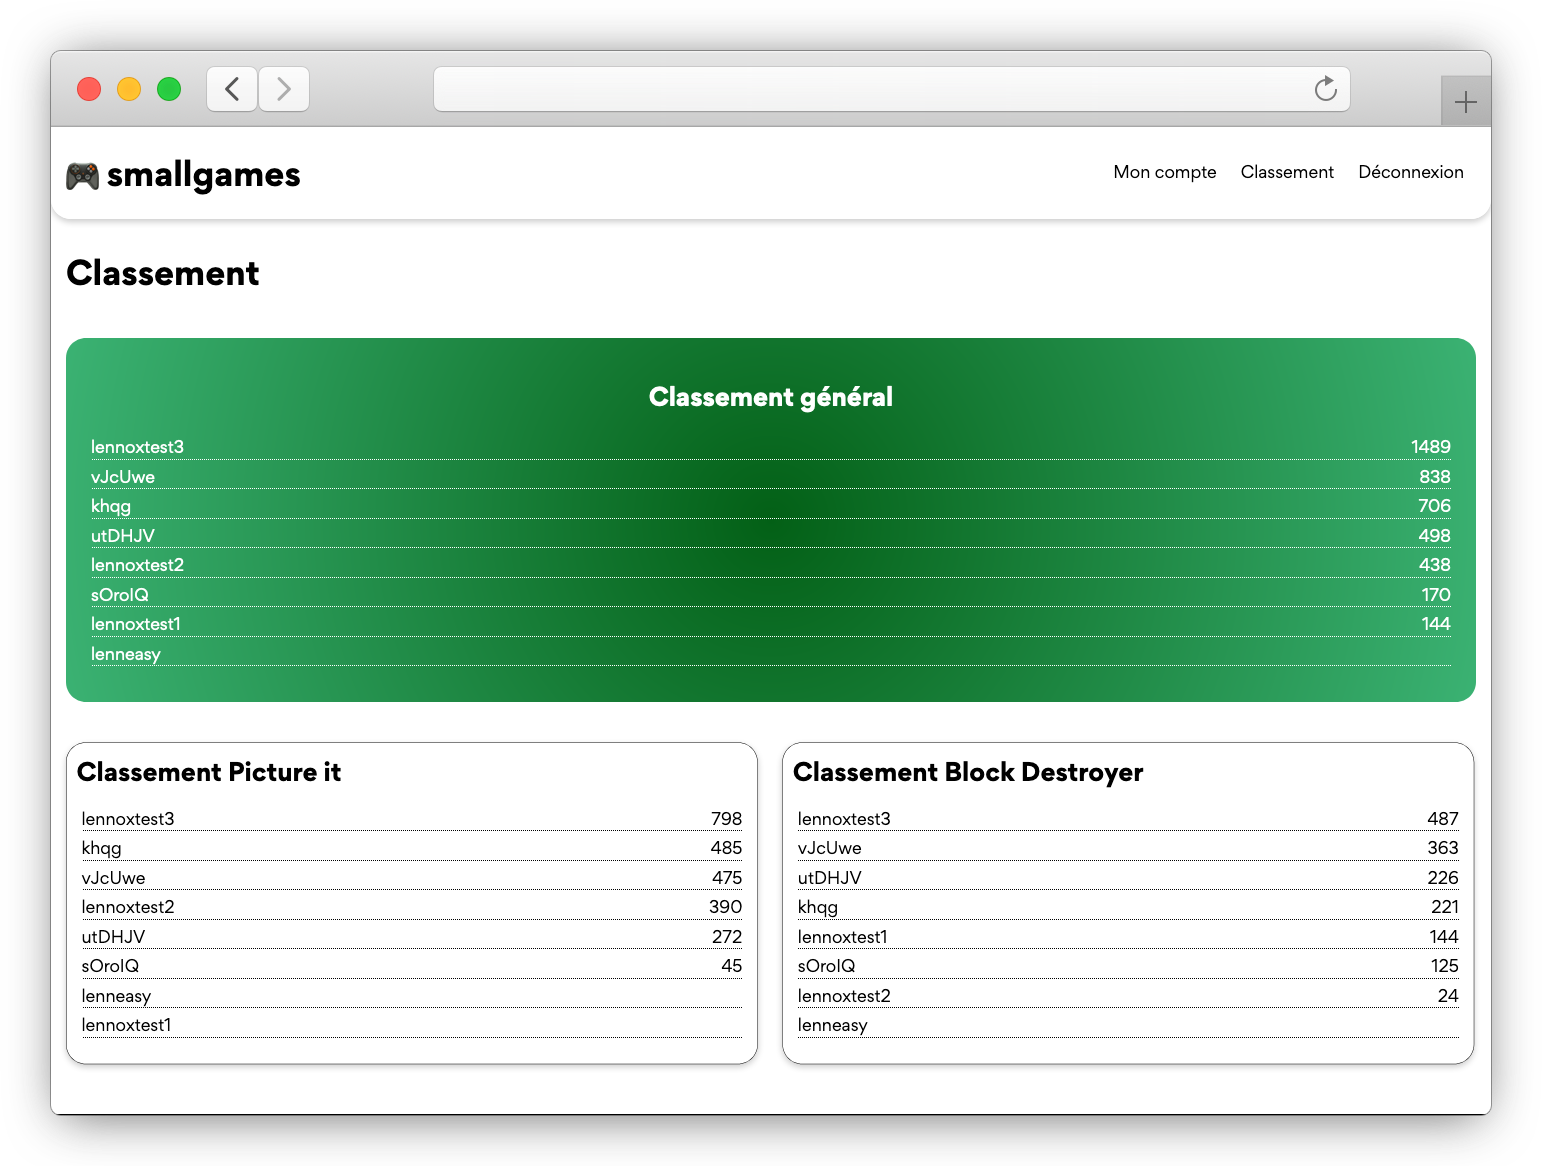 smallgames
Mon compte Classement Déconnexion
Classement
Classement général
lennoxtest3 1489
vJcUwe 838
khqg 706
utDHJV 498
lennoxtest2 438
sOroIQ 170
lennoxtest1 144
lenneasy
Classement Picture it
lennoxtest3 798
khqg 485
vJcUwe 475
lennoxtest2 390
utDHJV 272
sOroIQ 45
lenneasy
lennoxtest1
Classement Block Destroyer
lennoxtest3 487
vJcUwe 363
utDHJV 226
khqg 221
lennoxtest1 144
sOroIQ 125
lennoxtest2 24
lenneasy